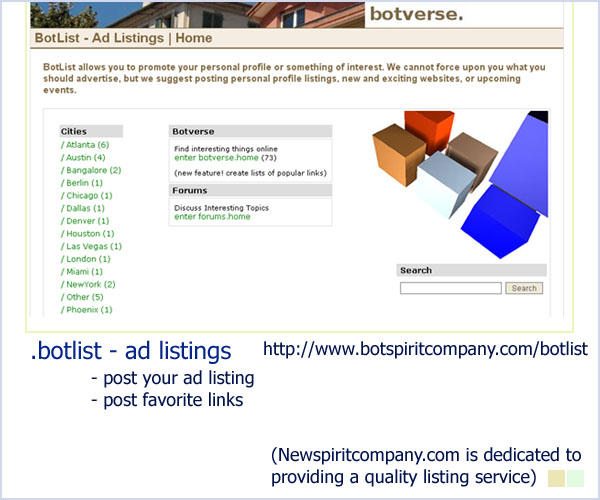 botverse.
BotList - Ad Listings | Home
BotList allows you to promote your personal profile or something of interest. We cannot force upon you what you
should advertise, but we suggest posting personal profile listings, new and exciting websites, or upcoming
events.
Cities
/ Atlanta (6)
/ Austin (4)
/ Bangalore (2)
/ Berlin (1)
/ Chicago (1)
/ Dallas (1)
/ Denver (1)
/ Houston (1)
/ Las Vegas (1)
/ London (1)
/ Miami (1)
/ NewYork (2)
/ Other (5)
/ Phoenix (1)
Botverse
Find interesting things online
enter botverse.home (73)
(new feature! create lists of popular links)
Forums
Discuss Interesting Topics
enter forums.home
Search
Search
.botlist - ad listings
http://www.botspiritcompany.com/botlist
- post your ad listing
- post favorite links
(Newspiritcompany.com is dedicated to
providing a quality listing service)